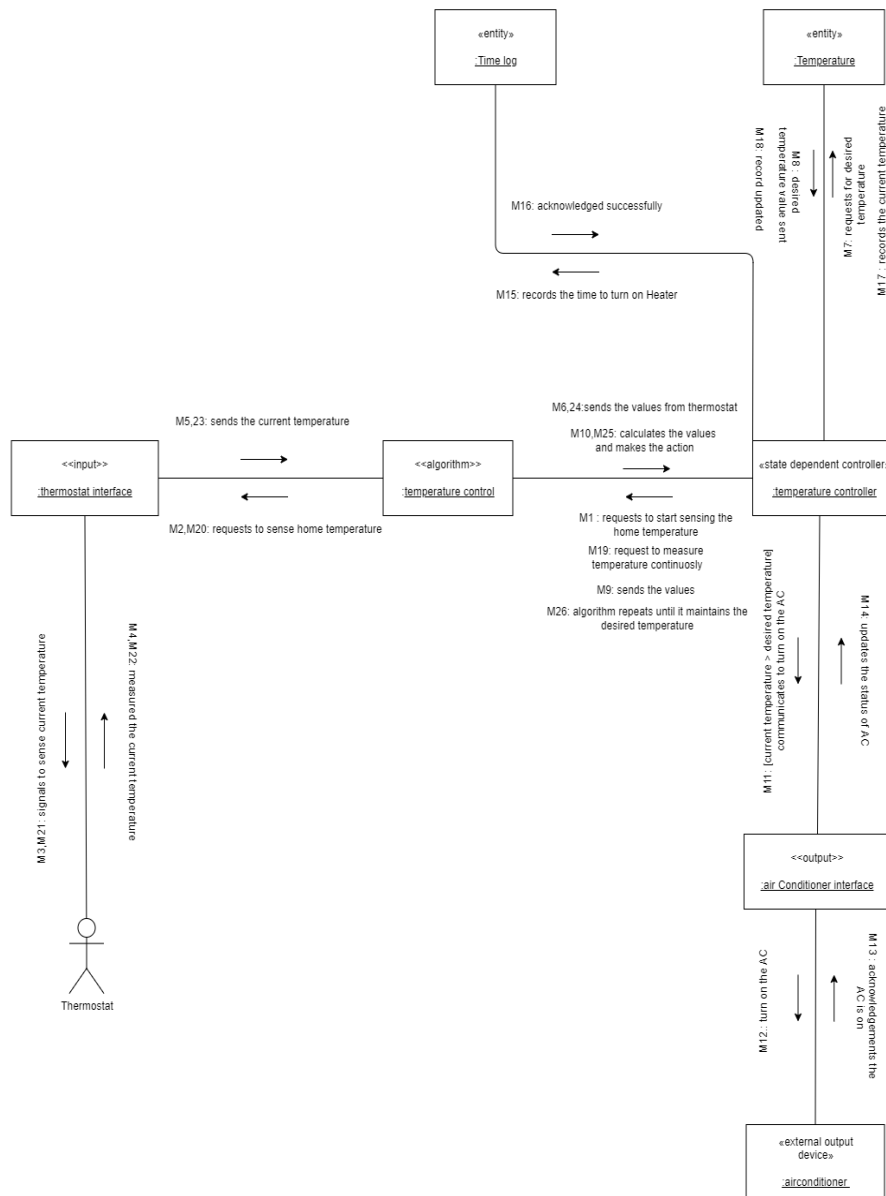 «entity»
:Time log
«entity»
:Temperature
M18: record updated
M8 : desired
temperature value sent
M7: requests for desired
temperature
M17 : records the current temperature
M16: acknowledged successfully
M15: records the time to turn on Heater
M5,23: sends the current temperature
M6,24:sends the values from thermostat
M10,M25: calculates the values
and makes the action
<<input>>
:thermostat interface
<<algorithm>>
:temperature control
«state dependent controller»
:temperature controller
M2,M20: requests to sense home temperature
M1 : requests to start sensing the
home temperature
M19: request to measure
temperature continuosly
M9: sends the values
M26: algorithm repeats until it maintains the
desired temperature
M3,M21: signals to sense current temperature
M4,M22: measured the current temperature
M11: [current temperature > desired temperature]
communicates to turn on the AC
M14: updates the status of AC
<<output>>
:air Conditioner interface
Thermostat
M12.: turn on the AC
M13 : acknowledgements the
AC is on
«external output
device»
:airconditioner